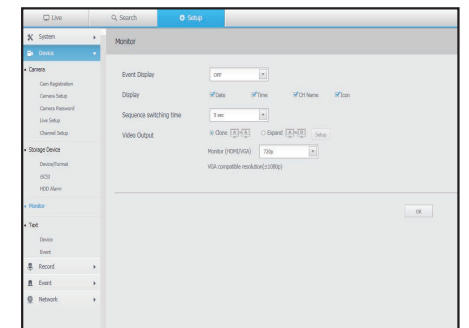 Live
Search
Setup
System
Device
Camera
Cam Registration
Camera Setup
Camera Password
Live Setup
Channel Setup
Storage Device
Device/Format
iSCSI
HDD Alarm
Monitor
Text
Device
Event
Record
Event
Network
Monitor
Event Display OFF
Display Date Time CH Name Icon
Sequence switching time 5 sec
Video Output Clone A=A Expand A+B Setup
Monitor (HDMI/VGA) 720p
VGA compatible resolution(≤1080p)
OK